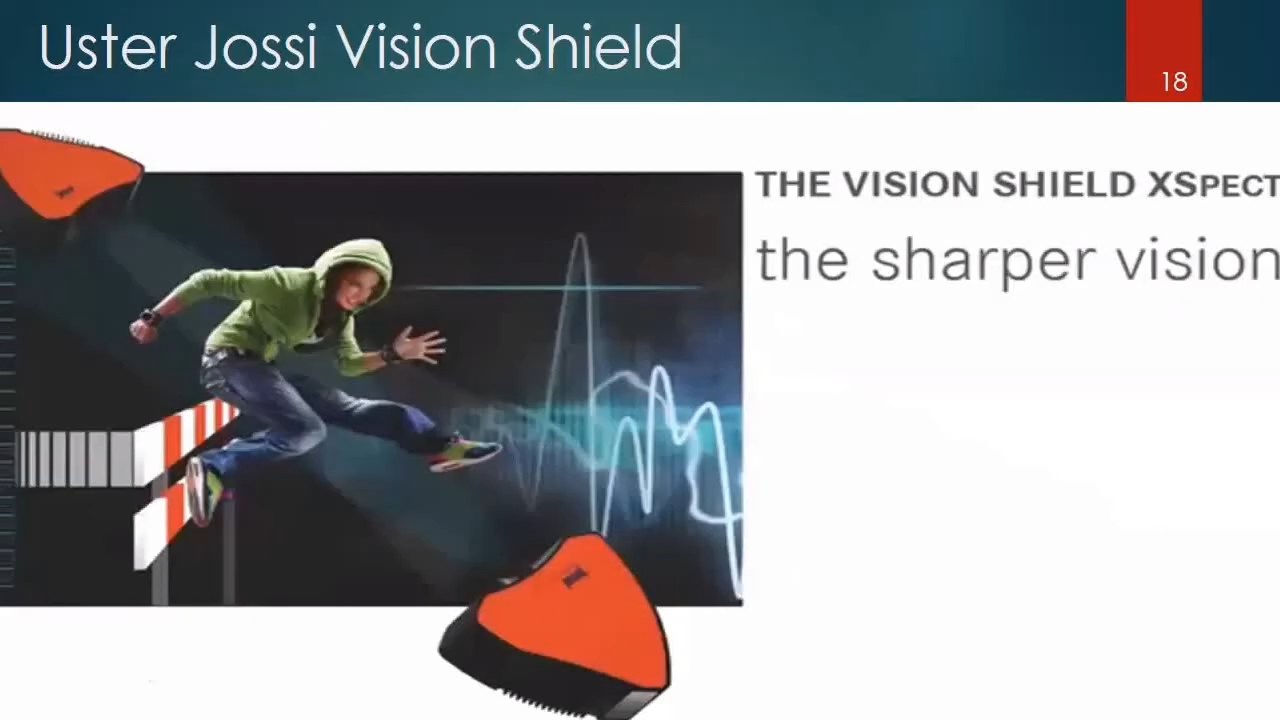 Uster Jossi Vision Shield
18
THE VISION SHIELD XSPECT
the sharper vision